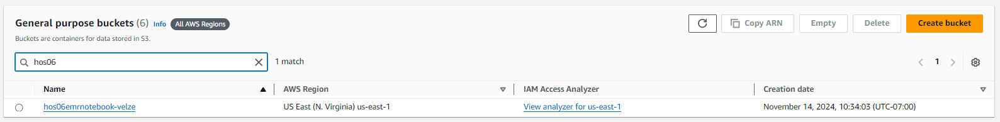 General purpose buckets (6) Info All AWS Regions
Copy ARN Empty Delete Create bucket
Buckets are containers for data stored in S3.
hos06 1 match 1
Name AWS Region IAM Access Analyzer Creation date
hos06emrnotebook-velze US East (N. Virginia) us-east-1 View analyzer for us-east-1 November 14, 2024, 10:34:03 (UTC-07:00)